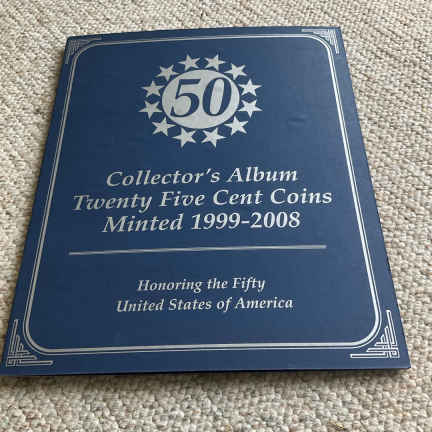 50
Collector's Album
Twenty Five Cent Coins
Minted 1999-2008
Honoring the Fifty
United States of America